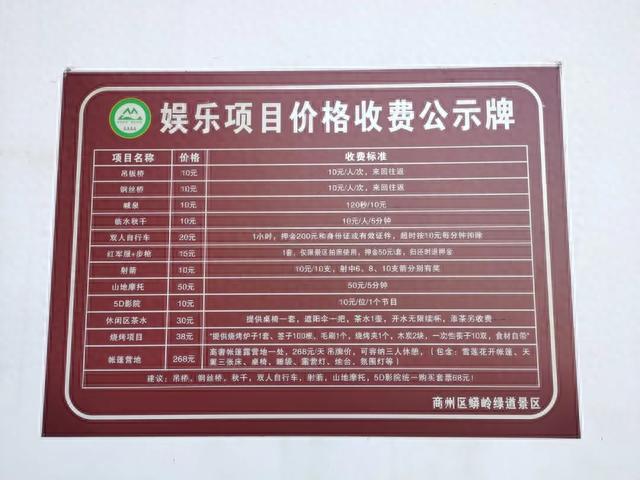 娱乐项目价格收费公示牌
项目名称 价格 收费标准
吊板桥 10元 10元/人/次，来回往返
钢丝桥 10元 10元/人/次，来回往返
喊泉 10元 120秒/10元
临水秋千 10元 10元/人/5分钟
双人自行车 20元 1小时，押金200元和身份证或有效证件，超时按10元每分钟扣除
红军服+步枪 15元 1套，仅限景区拍照使用，押金50元1套，归还时退押金
射箭 10元 10元/10支，射中6、8、10支箭分别有奖
山地摩托 50元 50元/5分钟
5D影院 10元 10元/位/1个节目
休闲区茶水 30元 提供桌椅一套，遮阳伞一把，茶水1壶，开水无限续杯，添茶另收费
烧烤项目 38元 "提供烧烤炉子1套、签子100根、毛刷1个，烧烤夹1个，木炭2块，一次性筷子10双，食材自带"
帐篷营地 268元 高奢帐篷露营地一处，268元/天吊牌价，可容纳三人休憩，（包含：雪莲花开帐篷、天
三张床、桌椅、睡袋、露营灯、地台、氛围灯等）
建议：吊桥，钢丝桥，秋千，双人自行车，射箭，山地摩托，5D影院统一购买套票68元！
商州区蟒岭绿道景区